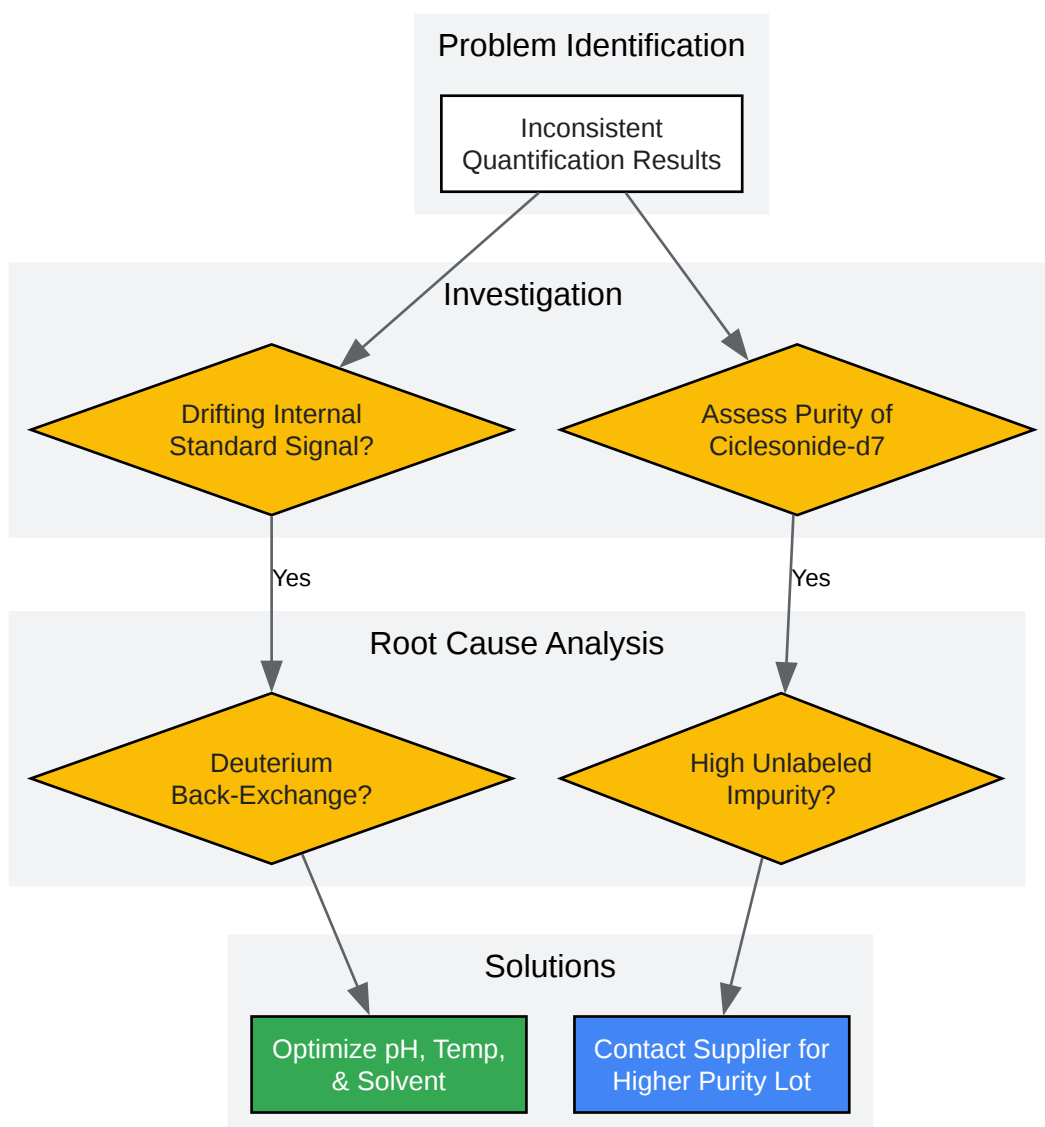 Problem Identification
Inconsistent
Quantification Results
Investigation
Drifting Internal
Standard Signal?
Assess Purity of
Ciclesonide-d7
Yes
Yes
Root Cause Analysis
Deuterium
Back-Exchange?
High Unlabeled
Impurity?
Solutions
Optimize pH, Temp,
& Solvent
Contact Supplier for
Higher Purity Lot